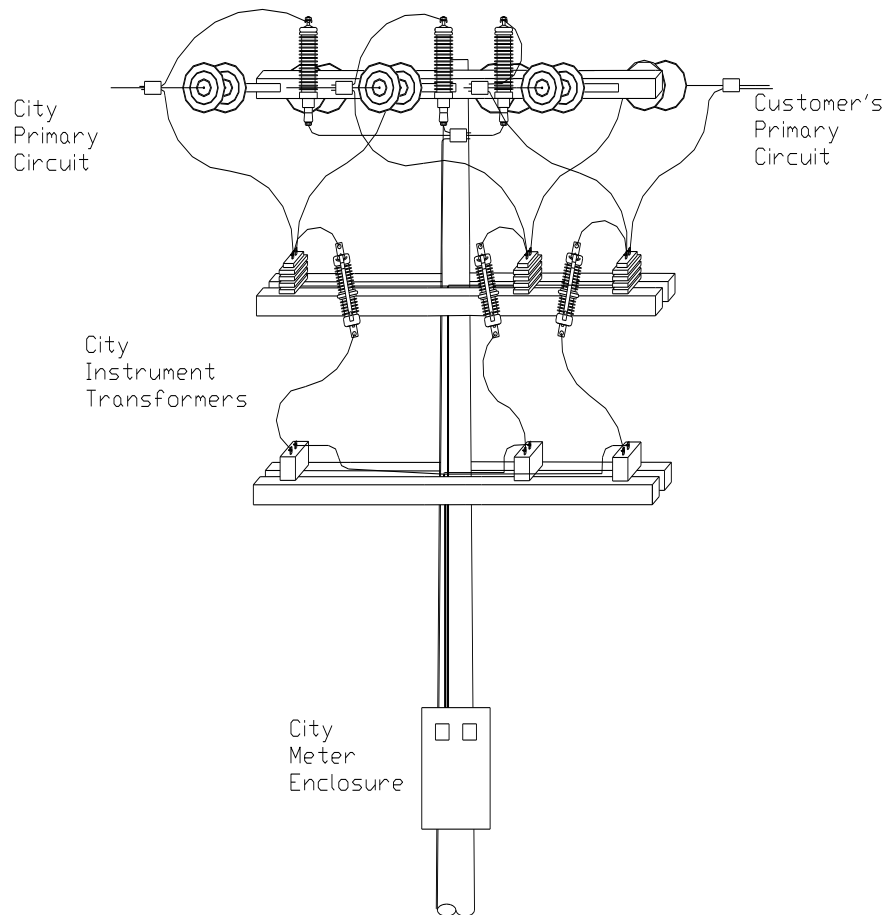 City
Primary
Circuit
Customer's
Primary
Circuit
City
Instrument
Transformers
City
Meter
Enclosure